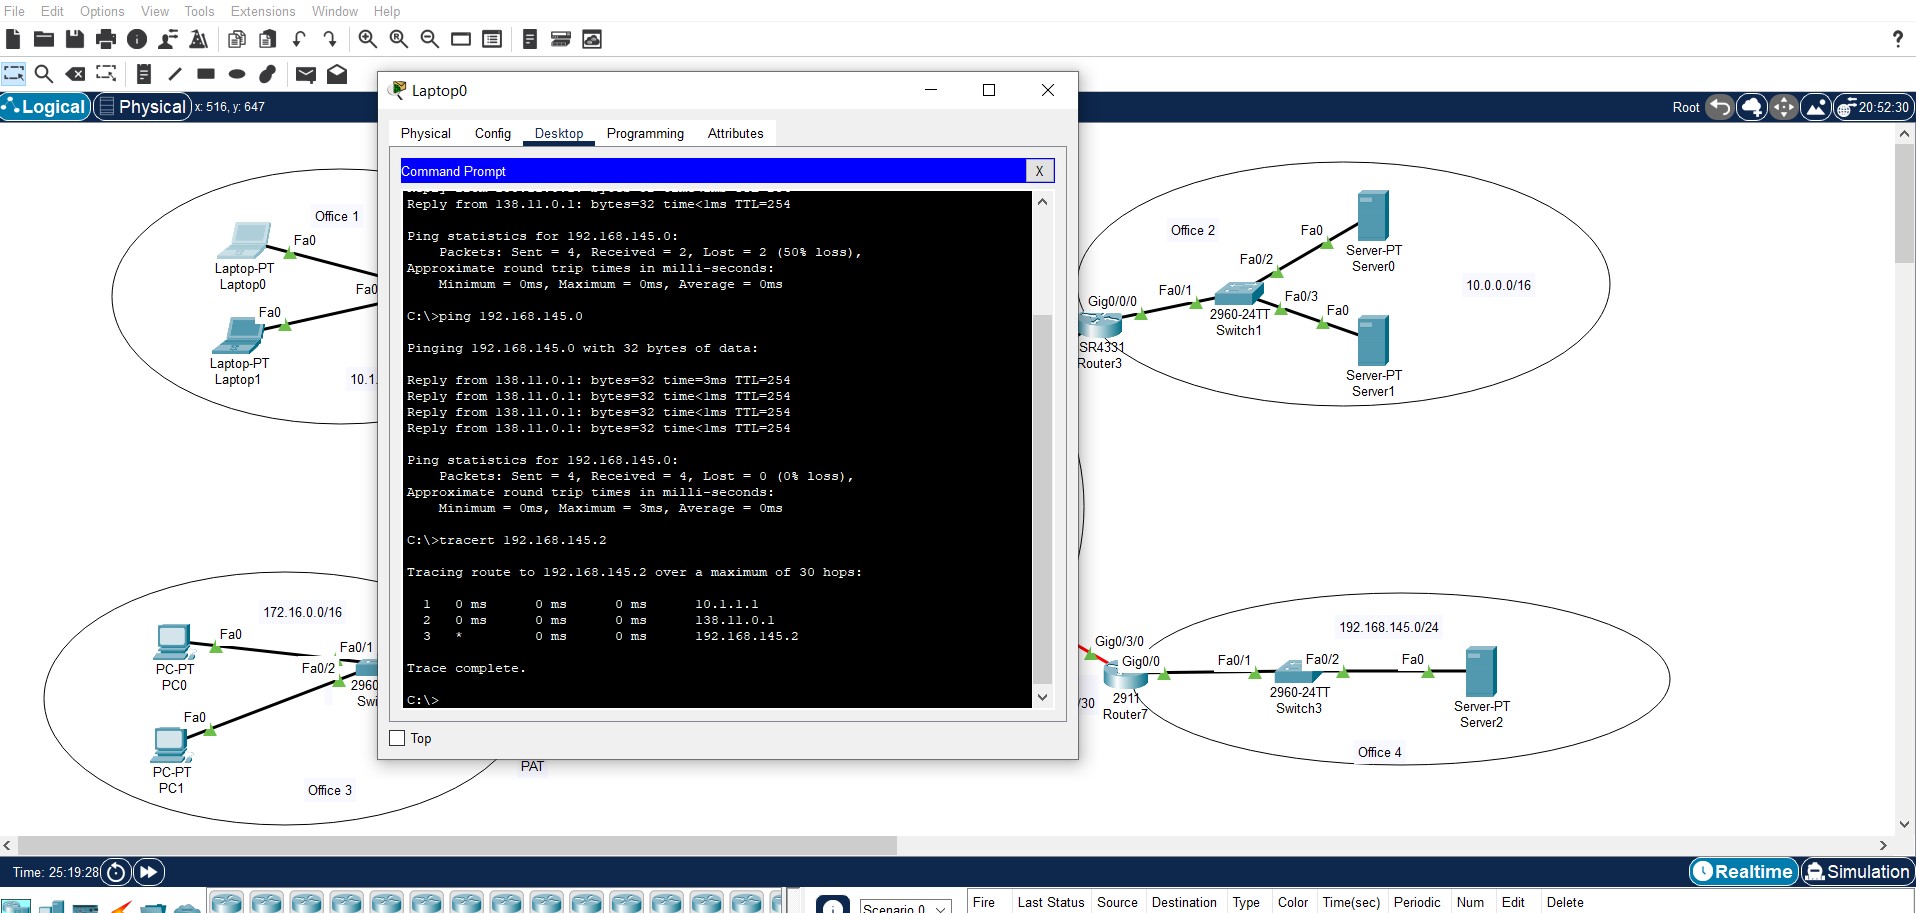 File Edit Options View Tools Extensions Window Help
?
Logical Physical x: 516, y: 647
Root 20:52:30
Laptop0
Physical Config Desktop Programming Attributes
Command Prompt X
Reply from 138.11.0.1: bytes=32 time<1ms TTL=254
Ping statistics for 192.168.145.0:
Packets: Sent = 4, Received = 2, Lost = 2 (50% loss),
Approximate round trip times in milli-seconds:
Minimum = 0ms, Maximum = 0ms, Average = 0ms
C:\>ping 192.168.145.0
Pinging 192.168.145.0 with 32 bytes of data:
Reply from 138.11.0.1: bytes=32 time=3ms TTL=254
Reply from 138.11.0.1: bytes=32 time<1ms TTL=254
Reply from 138.11.0.1: bytes=32 time<1ms TTL=254
Reply from 138.11.0.1: bytes=32 time<1ms TTL=254
Ping statistics for 192.168.145.0:
Packets: Sent = 4, Received = 4, Lost = 0 (0% loss),
Approximate round trip times in milli-seconds:
Minimum = 0ms, Maximum = 3ms, Average = 0ms
C:\>tracert 192.168.145.2
Tracing route to 192.168.145.2 over a maximum of 30 hops:
1 0 ms 0 ms 0 ms 10.1.1.1
2 0 ms 0 ms 0 ms 138.11.0.1
3 * 0 ms 0 ms 192.168.145.2
Trace complete.
C:\>
Top
Office 1
Fa0
Laptop-PT
Laptop0
Fa0
Fa0
Laptop-PT
Laptop1
10.1.
Office 2
Fa0
Server-PT
Server0
Fa0/2
10.0.0.0/16
Gig0/0/0
Fa0/1
Fa0/3
Fa0
2960-24TT
Switch1
SR4331
Router3
Server-PT
Server1
172.16.0.0/16
Fa0
Fa0/1
PC-PT
PC0
Fa0/2
2960
Swi
Fa0
PC-PT
PC1
Office 3
PAT
192.168.145.0/24
Gig0/3/0
Gig0/0
Fa0/1
Fa0/2
Fa0
/30
2911
Router7
2960-24TT
Switch3
Server-PT
Server2
Office 4
Time: 25:19:28
Realtime Simulation
Scenario 0
Fire Last Status Source Destination Type Color Time(sec) Periodic Num Edit Delete